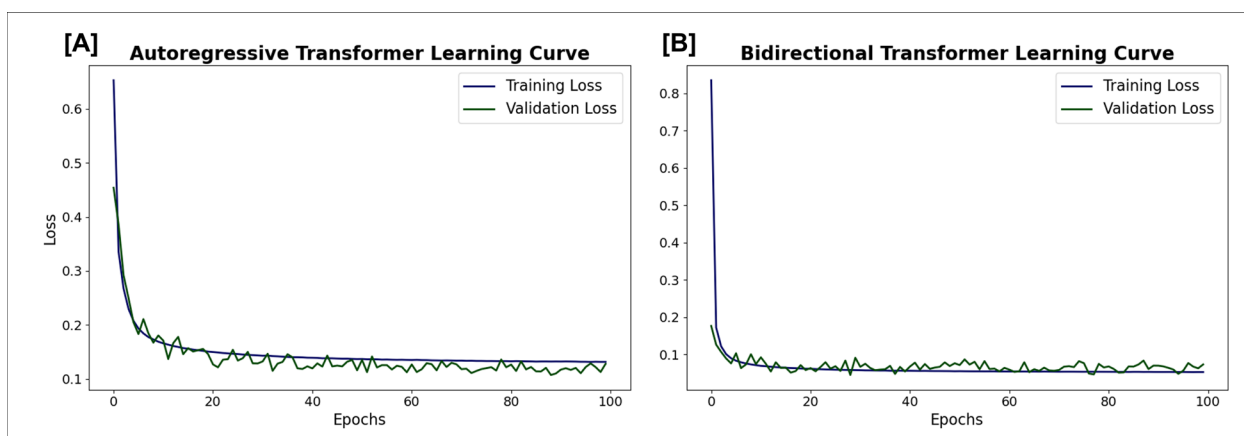 [A]
Autoregressive Transformer Learning Curve
Training Loss
Validation Loss
0.6
0.5
0.4
0.3
0.2
0.1
Loss
0 20 40 60 80 100
Epochs
[B]
Bidirectional Transformer Learning Curve
Training Loss
Validation Loss
0.8
0.7
0.6
0.5
0.4
0.3
0.2
0.1
0 20 40 60 80 100
Epochs